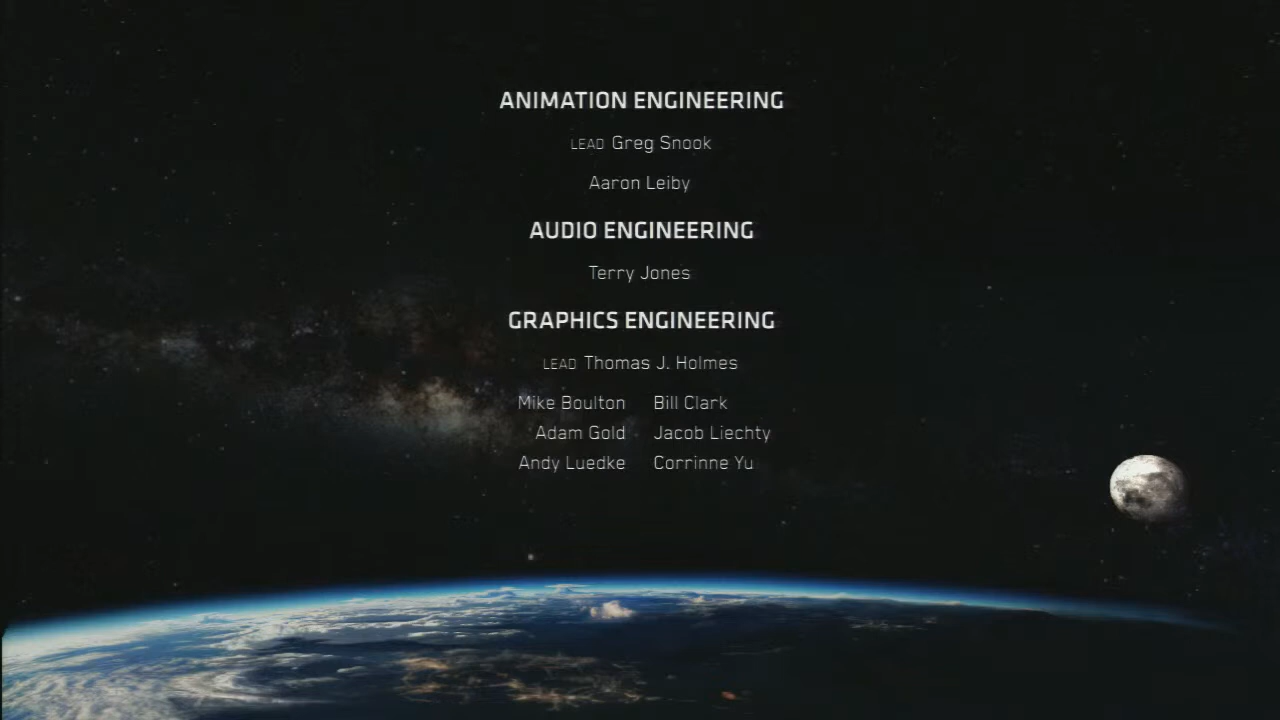 ANIMATION ENGINEERING
LEAD Greg Snook
Aaron Leiby
AUDIO ENGINEERING
Terry Jones
GRAPHICS ENGINEERING
LEAD Thomas J. Holmes
Mike Boulton Bill Clark
Adam Gold Jacob Liechty
Andy Luedke Corrinne Yu